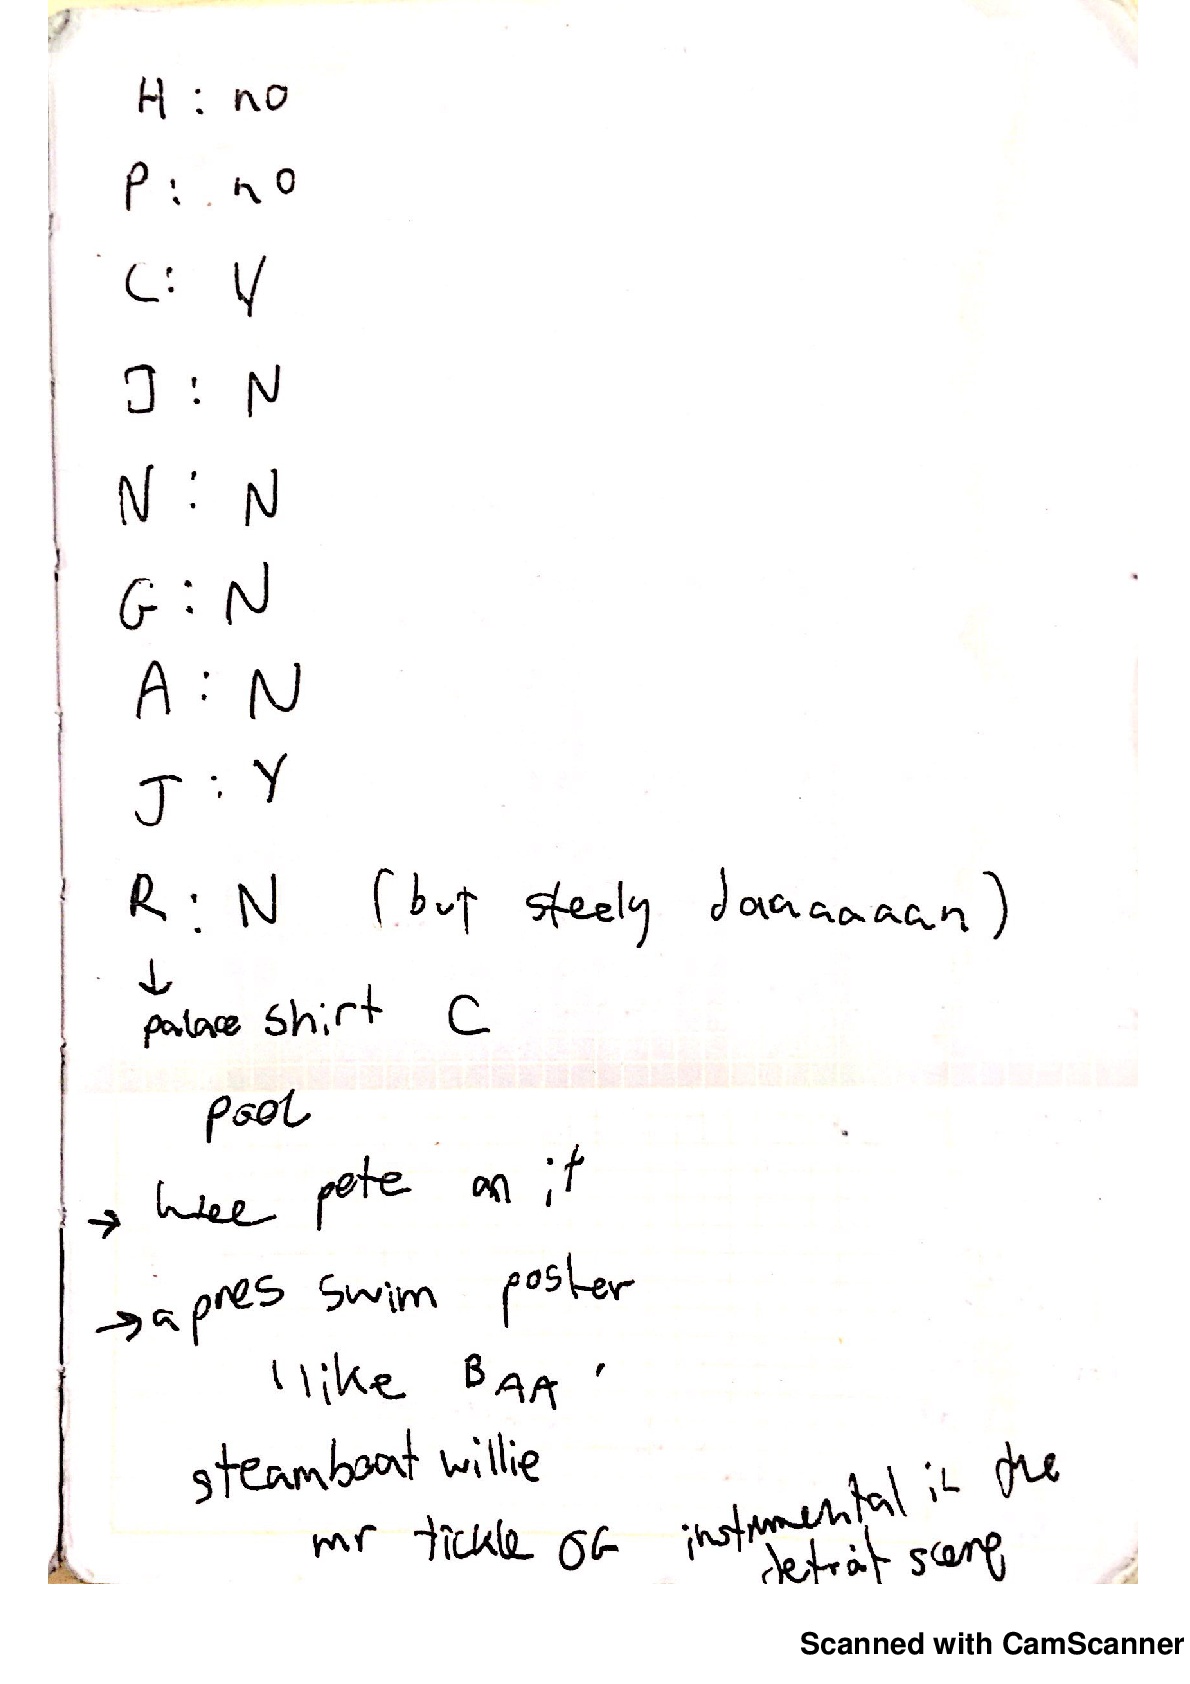 H: no
P: no
C: Y
J: N
N: N
G: N
A: N
J: Y
R: N (but steely daaaaaaan)
↓
palace shirt C
pool
→ wee pete on it
→ apres swim poster
I like BAA'
steamboat willie
mr tickle OG instrumental in the
detroit scene
Scanned with CamScanner